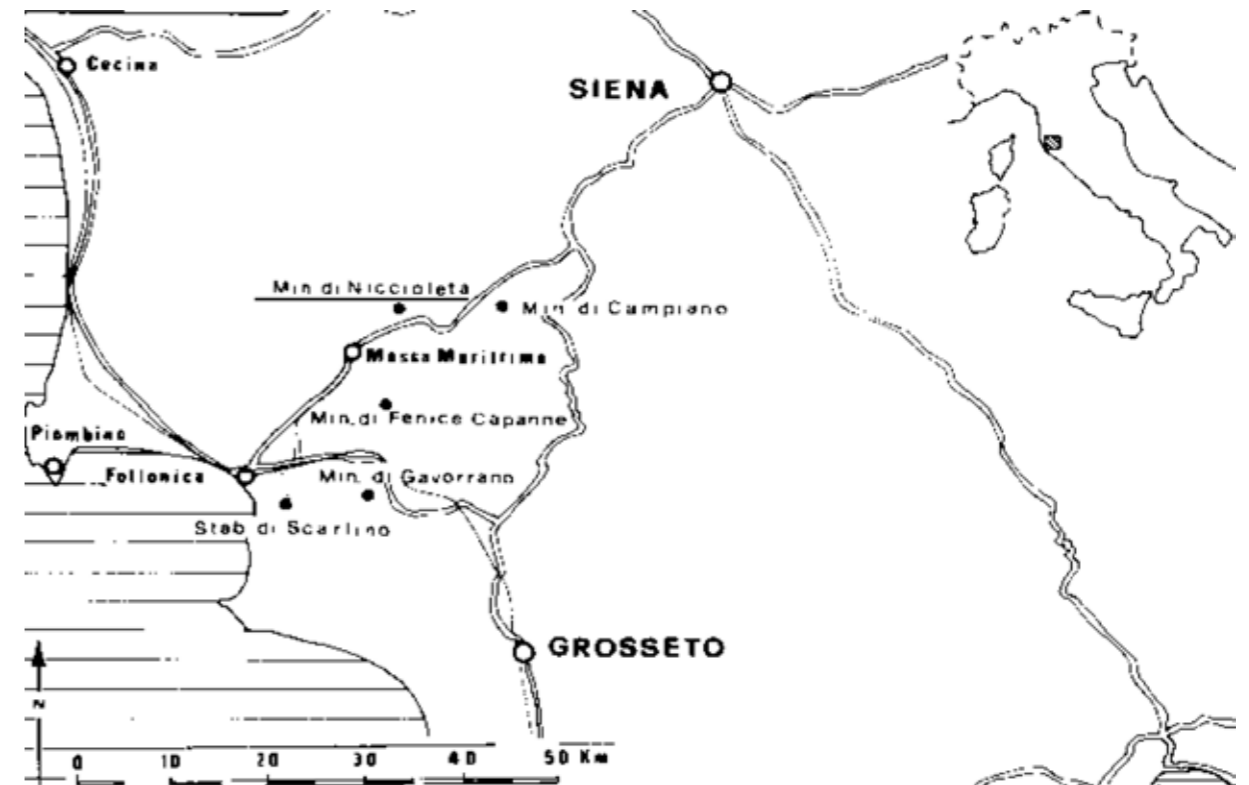 Cecina
SIENA
Min di Niccioleta
Min. di Campiano
Massa Marittima
Min. di Fenice Capanne
Piombino
Follonica
Min. di Gavorrano
Stab di Scarlino
GROSSETO
N
0 10 20 30 40 50 Km